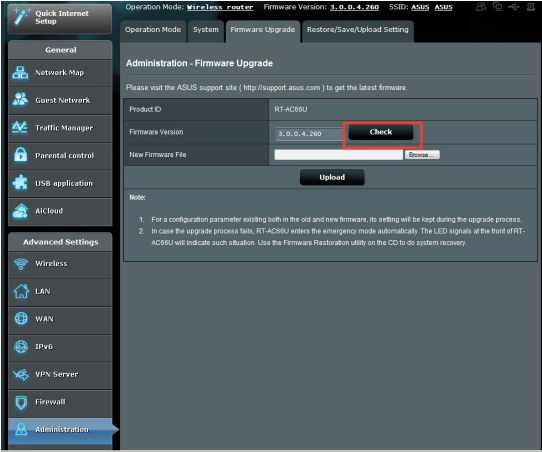 Quick Internet
Setup
Operation Mode: Wireless router Firmware Version: 3.0.0.4.260 SSID: ASUS ASUS
Operation Mode System Firmware Upgrade Restore/Save/Upload Setting
General
Network Map
Guest Network
Traffic Manager
Parental control
USB application
AiCloud
Advanced Settings
Wireless
LAN
WAN
IPv6
VPN Server
Firewall
Administration
Administration - Firmware Upgrade
Please visit the ASUS support site ( http://support.asus.com ) to get the latest firmware.
Product ID RT-AC66U
Firmware Version 3.0.0.4.260 Check
New Firmware File Browse...
Upload
Note:
1. For a configuration parameter existing both in the old and new firmware, its setting will be kept during the upgrade process.
2. In case the upgrade process fails, RT-AC66U enters the emergency mode automatically. The LED signals at the front of RT-
AC66U will indicate such situation. Use the Firmware Restoration utility on the CD to do system recovery.